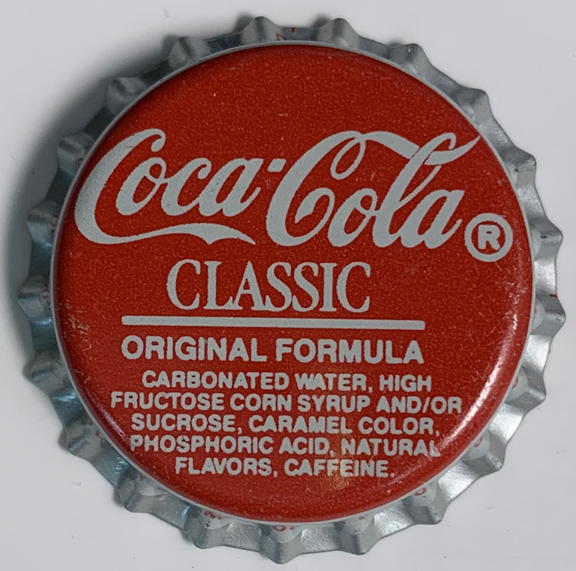 Coca-Cola ®
CLASSIC
ORIGINAL FORMULA
CARBONATED WATER, HIGH
FRUCTOSE CORN SYRUP AND/OR
SUCROSE, CARAMEL COLOR,
PHOSPHORIC ACID, NATURAL
FLAVORS, CAFFEINE.